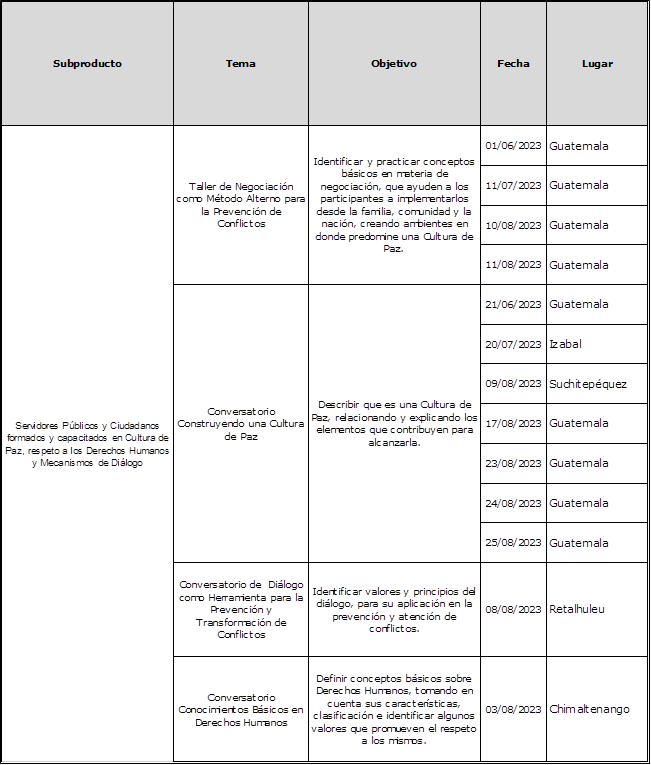 Subproducto
Tema
Objetivo
Fecha
Lugar
Servidores Públicos y Ciudadanos
formados y capacitados en Cultura de
Paz, respeto a los Derechos Humanos
y Mecanismos de Diálogo
Taller de Negociación
como Método Alterno para
la Prevención de
Conflictos
Identificar y practicar conceptos
básicos en materia de
negociación, que ayuden a los
participantes a implementarlos
desde la familia, comunidad y la
nación, creando ambientes en
donde predomine una Cultura de
Paz.
01/06/2023 Guatemala
11/07/2023 Guatemala
10/08/2023 Guatemala
11/08/2023 Guatemala
Conversatorio
Construyendo una Cultura
de Paz
Describir que es una Cultura de
Paz, relacionando y explicando los
elementos que contribuyen para
alcanzarla.
21/06/2023 Guatemala
20/07/2023 Izabal
09/08/2023 Suchitepéquez
17/08/2023 Guatemala
23/08/2023 Guatemala
24/08/2023 Guatemala
25/08/2023 Guatemala
Conversatorio de Diálogo
como Herramienta para la
Prevención y
Transformación de
Conflictos
Identificar valores y principios del
diálogo, para su aplicación en la
prevención y atención de
conflictos.
08/08/2023 Retalhuleu
Conversatorio
Conocimientos Básicos en
Derechos Humanos
Definir conceptos básicos sobre
Derechos Humanos, tomando en
cuenta sus características,
clasificación e identificar algunos
valores que promueven el respeto
a los mismos.
03/08/2023 Chimaltenango